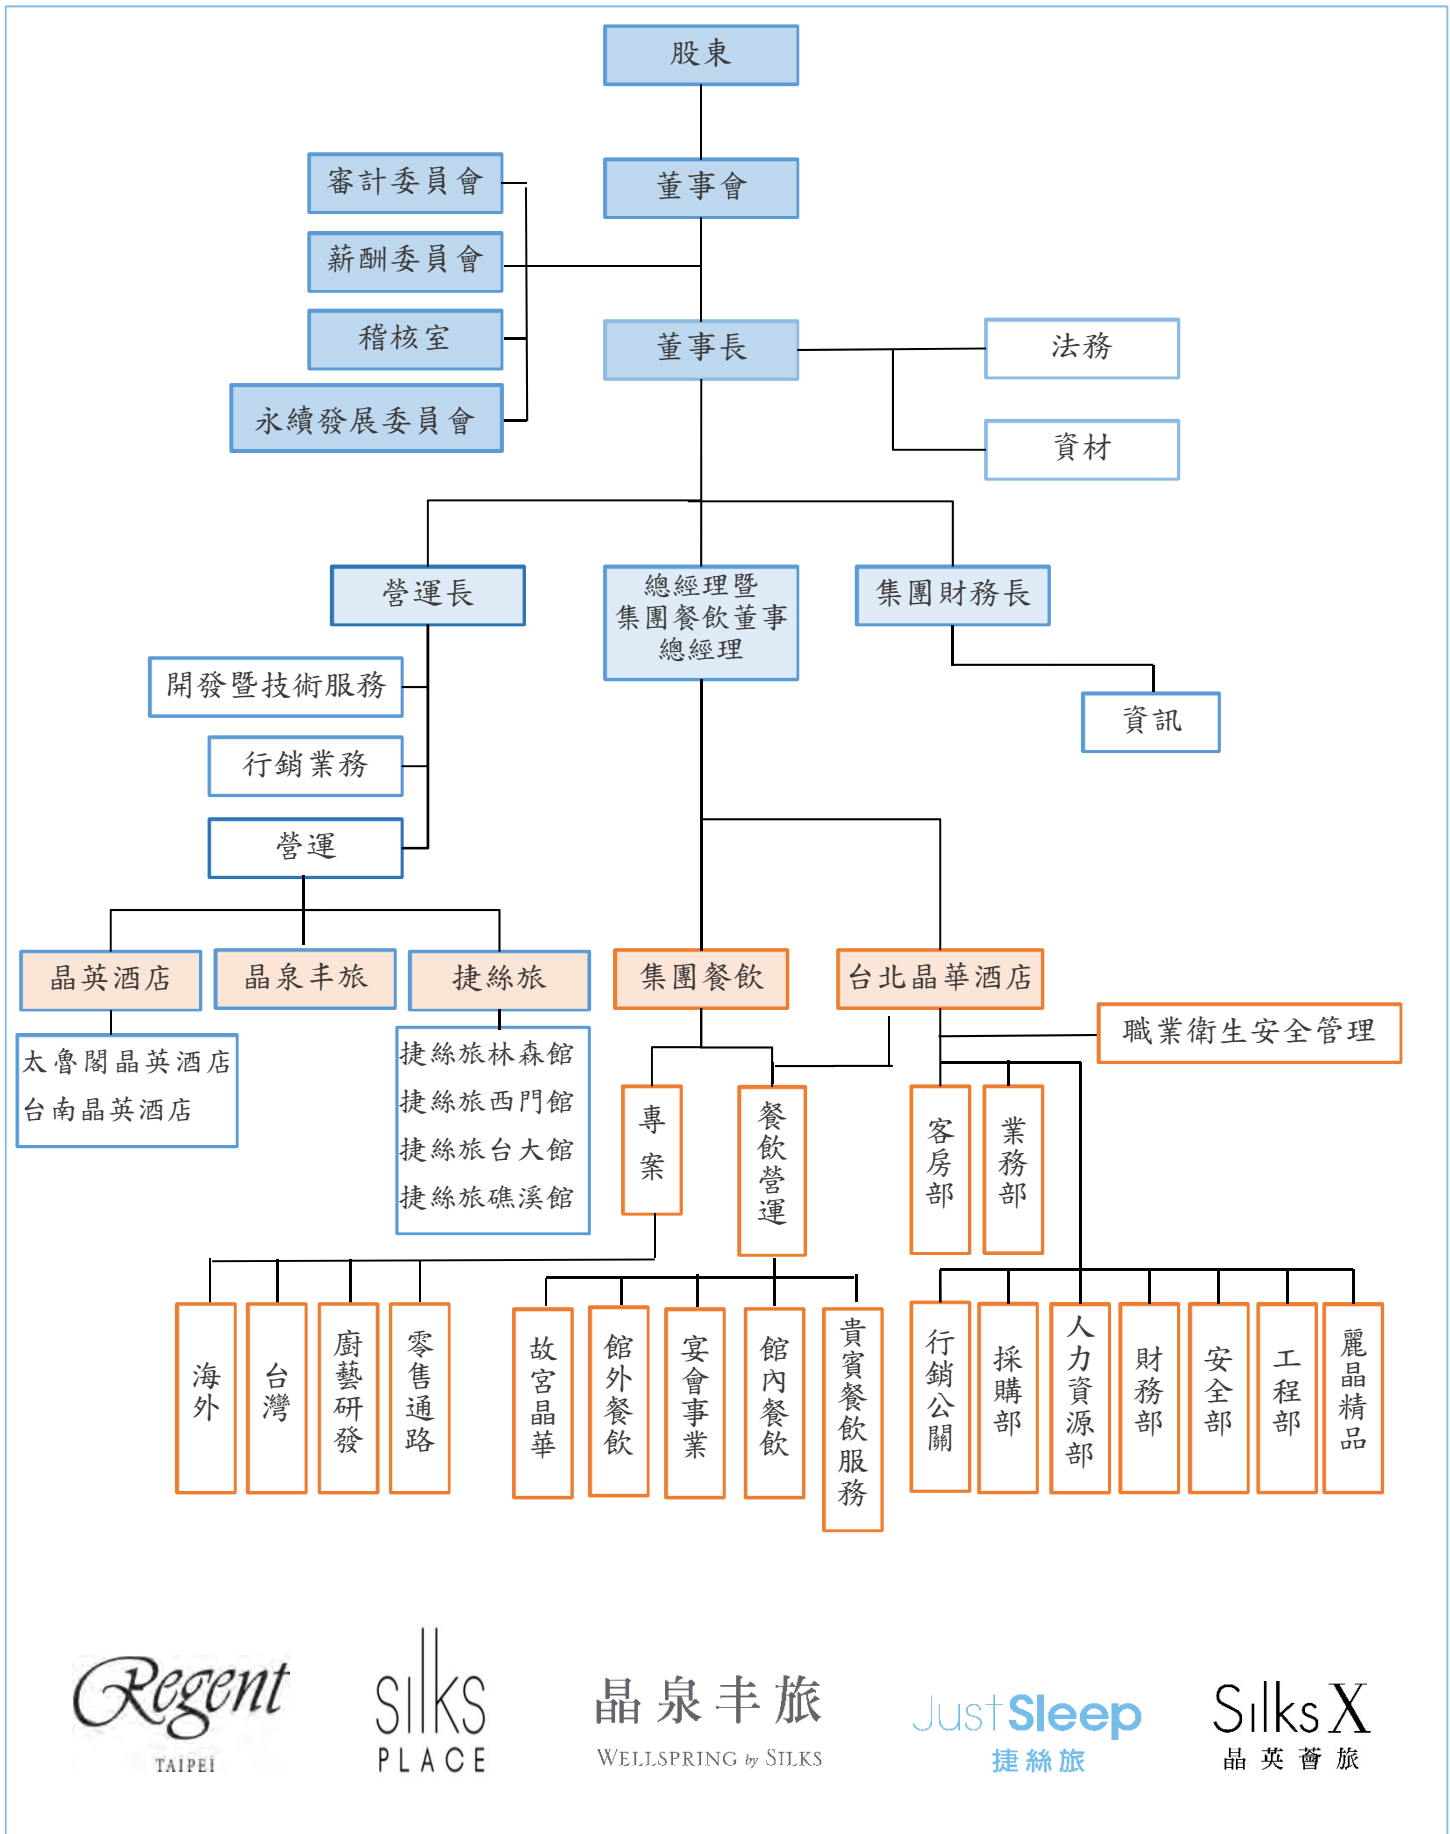 股東
審計委員會
董事會
薪酬委員會
稽核室
董事長
法務
永續發展委員會
資材
營運長
總經理暨
集團餐飲董事
總經理
集團財務長
開發暨技術服務
資訊
行銷業務
營運
晶英酒店
晶泉丰旅
捷絲旅
集團餐飲
台北晶華酒店
職業衛生安全管理
太魯閣晶英酒店
台南晶英酒店
捷絲旅林森館
捷絲旅西門館
捷絲旅台大館
捷絲旅礁溪館
專案
餐飲營運
客房部
業務部
海外
台灣
廚藝研發
零售通路
故宮晶華
館外餐飲
宴會事業
館內餐飲
貴賓餐飲服務
行銷公關
採購部
人力資源部
財務部
安全部
工程部
麗晶精品
Regent
TAIPEI
sılks
PLACE
晶泉丰旅
WELLSPRING by SILKS
Just Sleep
捷絲旅
Sılks X
晶英薈旅